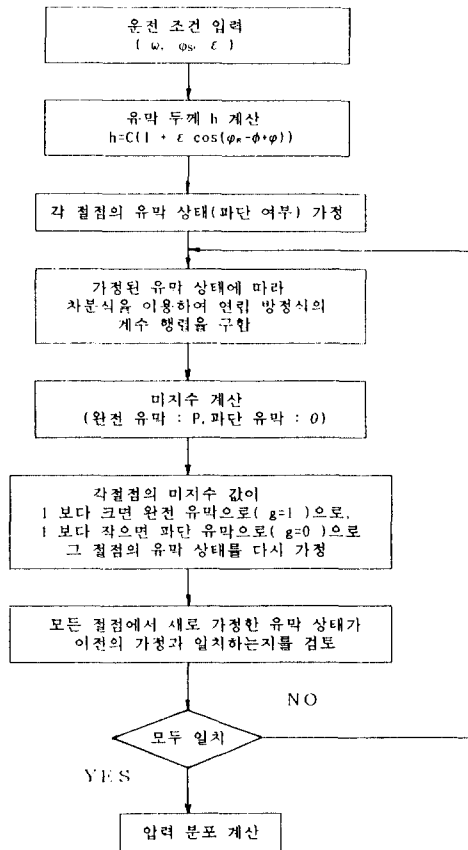 운전 조건 입력
( ω, φs, ε )
유막 두께 h 계산
h=C(1 + ε cos(φR-ϕ+φ))
각 절점의 유막 상태(파단 여부) 가정
가정된 유막 상태에 따라
차분식을 이용하여 연립 방정식의
계수 행렬을 구함
미지수 계산
(완전 유막 : P, 파단 유막 : θ)
각절점의 미지수 값이
1 보다 크면 완전 유막으로( g=1 )으로,
1 보다 작으면 파단 유막으로( g=0 )으로
그 절점의 유막 상태를 다시 가정
모든 절점에서 새로 가정한 유막 상태가
이전의 가정과 일치하는지를 검토
NO
모두 일치
YES
압력 분포 계산